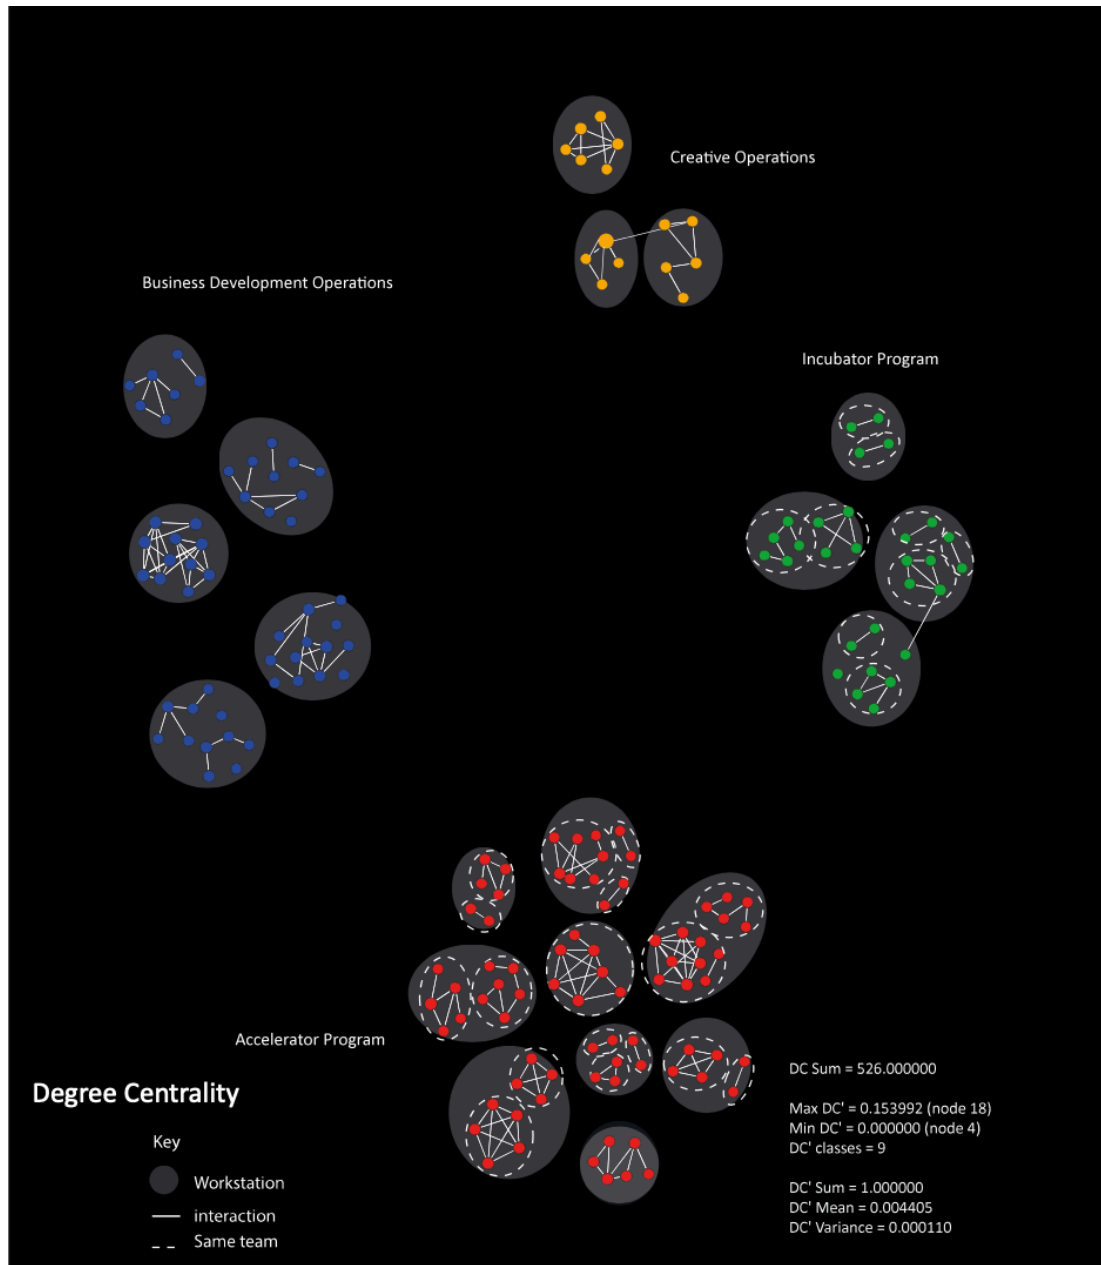 Creative Operations
Business Development Operations
Incubator Program
Accelerator Program
Degree Centrality
Key
Workstation
interaction
Same team
DC Sum = 526.000000
Max DC' = 0.153992 (node 18)
Min DC' = 0.000000 (node 4)
DC' classes = 9
DC' Sum = 1.000000
DC' Mean = 0.004405
DC' Variance = 0.000110